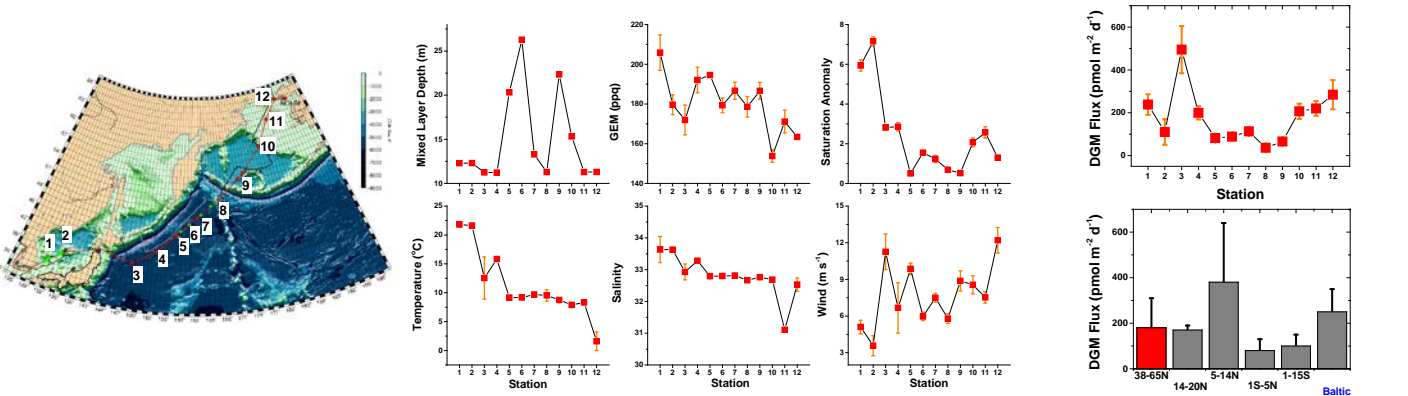 12
11
10
9
8
7
6
5
4
3
2
1
Mixed Layer Depth (m)
25
20
15
10
1 2 3 4 5 6 7 8 9 10 11 12
GEM (ppq)
220
200
180
160
140
1 2 3 4 5 6 7 8 9 10 11 12
Saturation Anomaly
8
6
4
2
0
1 2 3 4 5 6 7 8 9 10 11 12
Temperature (°C)
25
20
15
10
5
0
1 2 3 4 5 6 7 8 9 10 11 12
Station
Salinity
35
34
33
32
31
30
1 2 3 4 5 6 7 8 9 10 11 12
Station
Wind (m s⁻¹)
15
12
9
6
3
1 2 3 4 5 6 7 8 9 10 11 12
Station
DGM Flux (pmol m⁻² d⁻¹)
600
400
200
0
1 2 3 4 5 6 7 8 9 10 11 12
Station
DGM Flux (pmol m⁻² d⁻¹)
600
400
200
0
38-65N
14-20N
5-14N
1S-5N
1-15S
Baltic